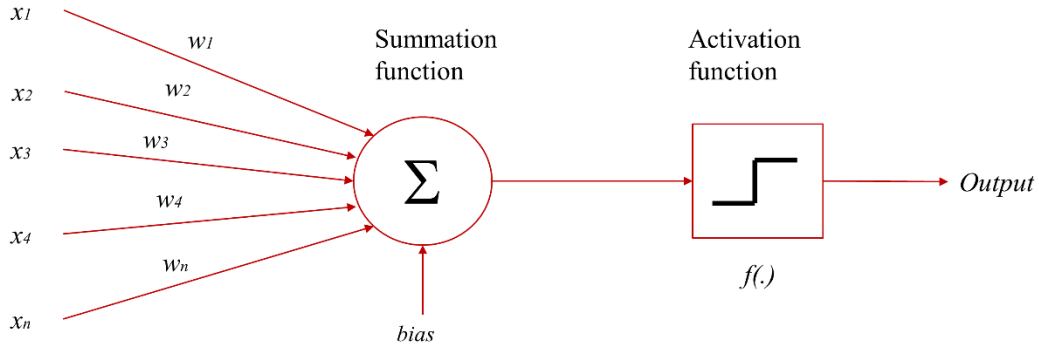 x1
w1
Summation
function
Activation
function
x2
w2
x3
w3
Σ
Output
x4
w4
xn
wn
f(.)
bias